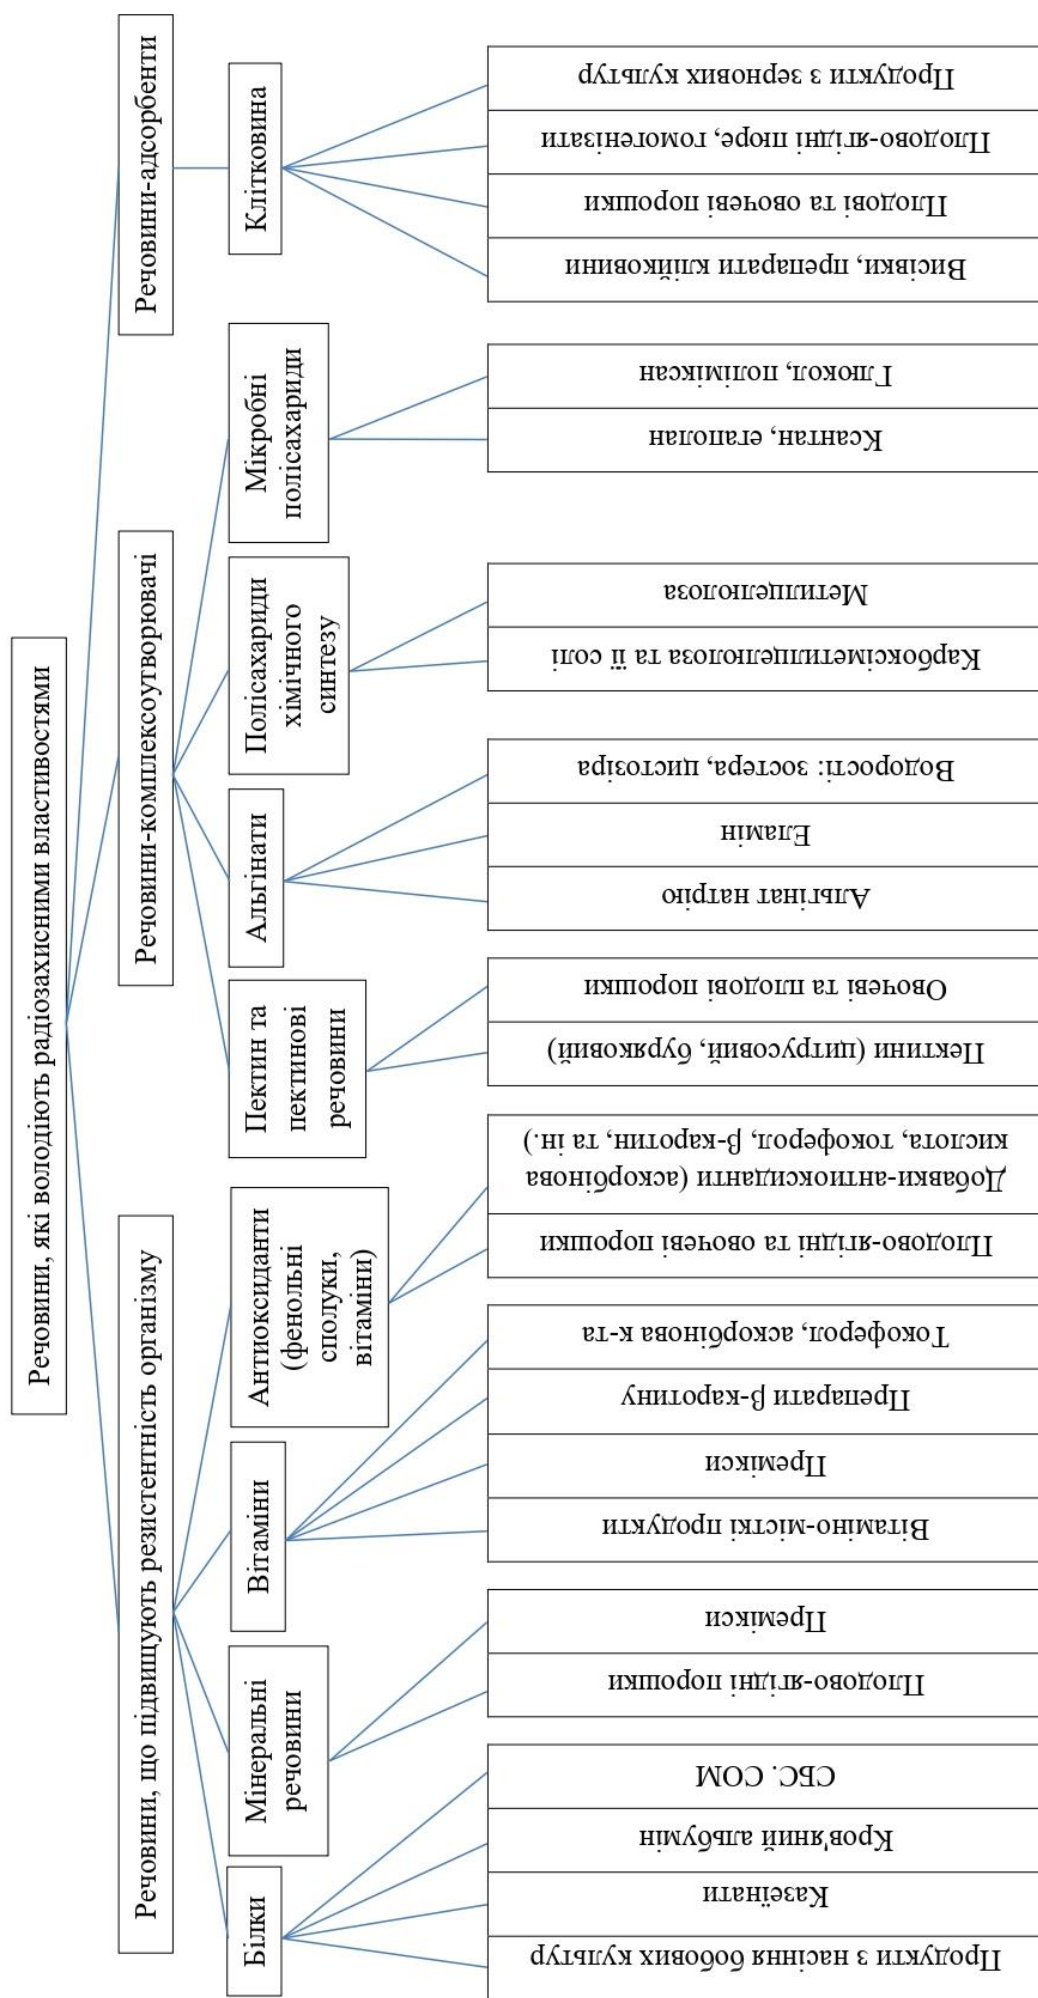 Речовини, які володіють радіозахисними властивостями
Речовини, що підвищують резистентність організму
Речовини-комплексоутворювачі
Речовини-адсорбенти
Білки
Мінеральні
речовини
Вітаміни
Антиоксиданти
(фенольні
сполуки,
вітаміни)
Пектин та
пектинові
речовини
Альгінати
Полісахариди
хімічного
синтезу
Мікробні
полісахариди
Клітковина
Продукти з насіння бобових культур
Казеїнати
Кров'яний альбумін
СБС. СОМ
Плодово-ягідні порошки
Премікси
Вітаміно-місткі продукти
Премікси
Препарати β-каротину
Токоферол, аскорбінова к-та
Плодово-ягідні та овочеві порошки
Добавки-антиоксиданти (аскорбінова
кислота, токоферол, β-каротин, та ін.)
Пектини (цитрусовий, буряковий)
Овочеві та плодові порошки
Альгінат натрію
Еламін
Водорості: зостера, цистозіра
Карбоксіметилцелюлоза та її солі
Метилцелюлоза
Ксантан, егаполан
Глюкол, поліміксан
Висівки, препарати клійковини
Плодові та овочеві порошки
Плодово-ягідні пюре, гомогенізати
Продукти з зернових культур